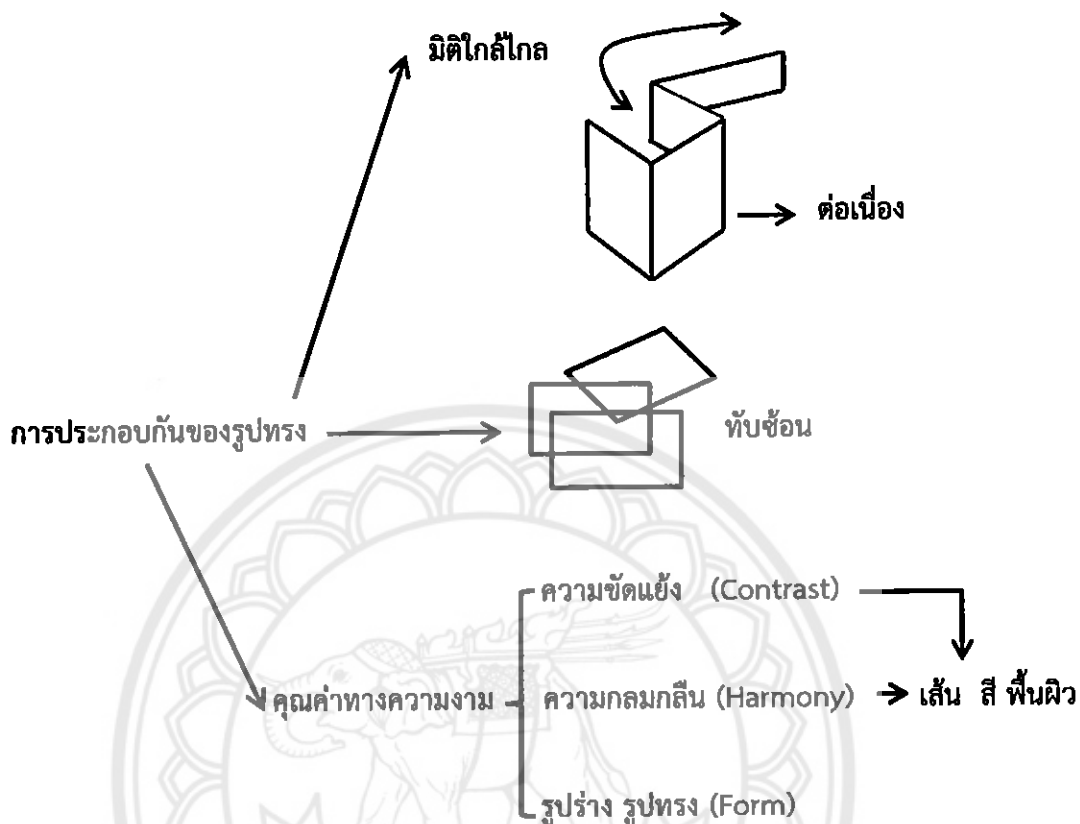 มิติใกล้ไกล
ต่อเนื่อง
การประกอบกันของรูปทรง
ทับซ้อน
ความขัดแย้ง (Contrast)
คุณค่าทางความงาม
ความกลมกลืน (Harmony)
เส้น สี พื้นผิว
รูปร่าง รูปทรง (Form)